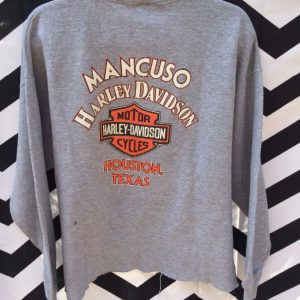 MANCUSO
HARLEY DAVIDSON
MOTOR
HARLEY-DAVIDSON
CYCLES
HOUSTON,
TEXAS